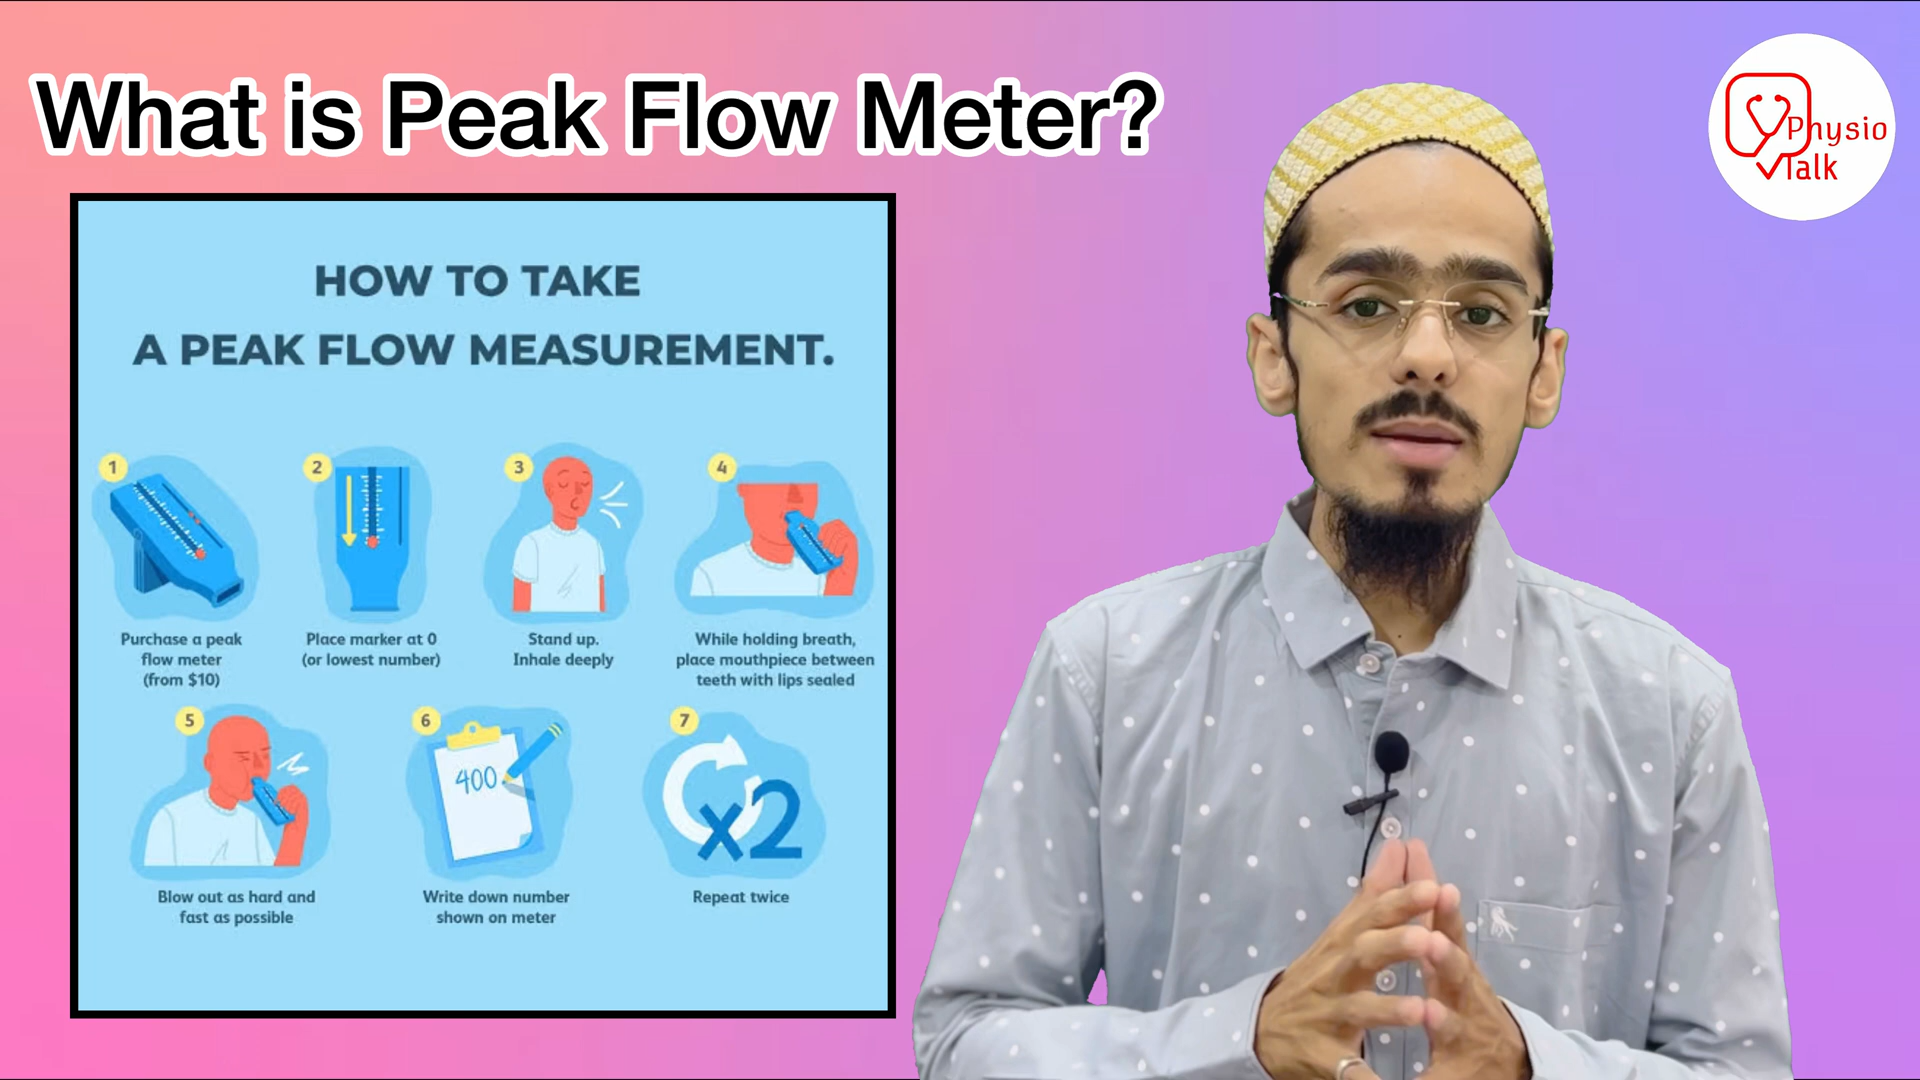 What is Peak Flow Meter?
Physio
Talk
HOW TO TAKE
A PEAK FLOW MEASUREMENT.
1
2
3
4
Purchase a peak
flow meter
(from $10)
Place marker at 0
(or lowest number)
Stand up.
Inhale deeply
While holding breath,
place mouthpiece between
teeth with lips sealed
5
6
7
400
x2
Blow out as hard and
fast as possible
Write down number
shown on meter
Repeat twice